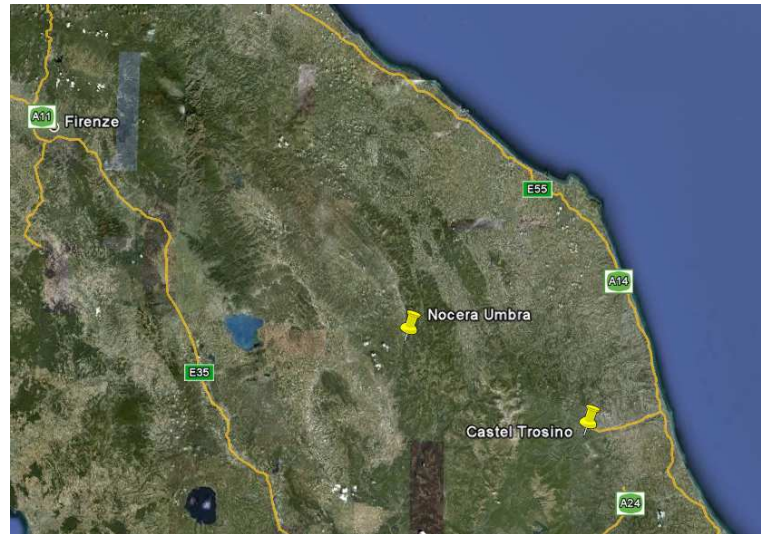 A11
Firenze
E55
A14
Nocera Umbra
E35
Castel Trosino
A24